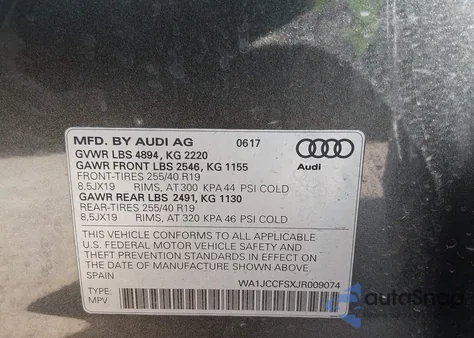 MFD. BY AUDI AG 0617
GVWR LBS 4894, KG 2220
GAWR FRONT LBS 2546, KG 1155
FRONT-TIRES 255/40 R19
8,5JX19 RIMS, AT 300 KPA 44 PSI COLD
GAWR REAR LBS 2491, KG 1130
REAR-TIRES 255/40 R19
8,5JX19 RIMS, AT 320 KPA 46 PSI COLD
Audi
THIS VEHICLE CONFORMS TO ALL APPLICABLE
U.S. FEDERAL MOTOR VEHICLE SAFETY AND
THEFT PREVENTION STANDARDS IN EFFECT ON
THE DATE OF MANUFACTURE SHOWN ABOVE.
SPAIN
WA1JCCFSXJR009074
TYPE:
MPV
autoSnap